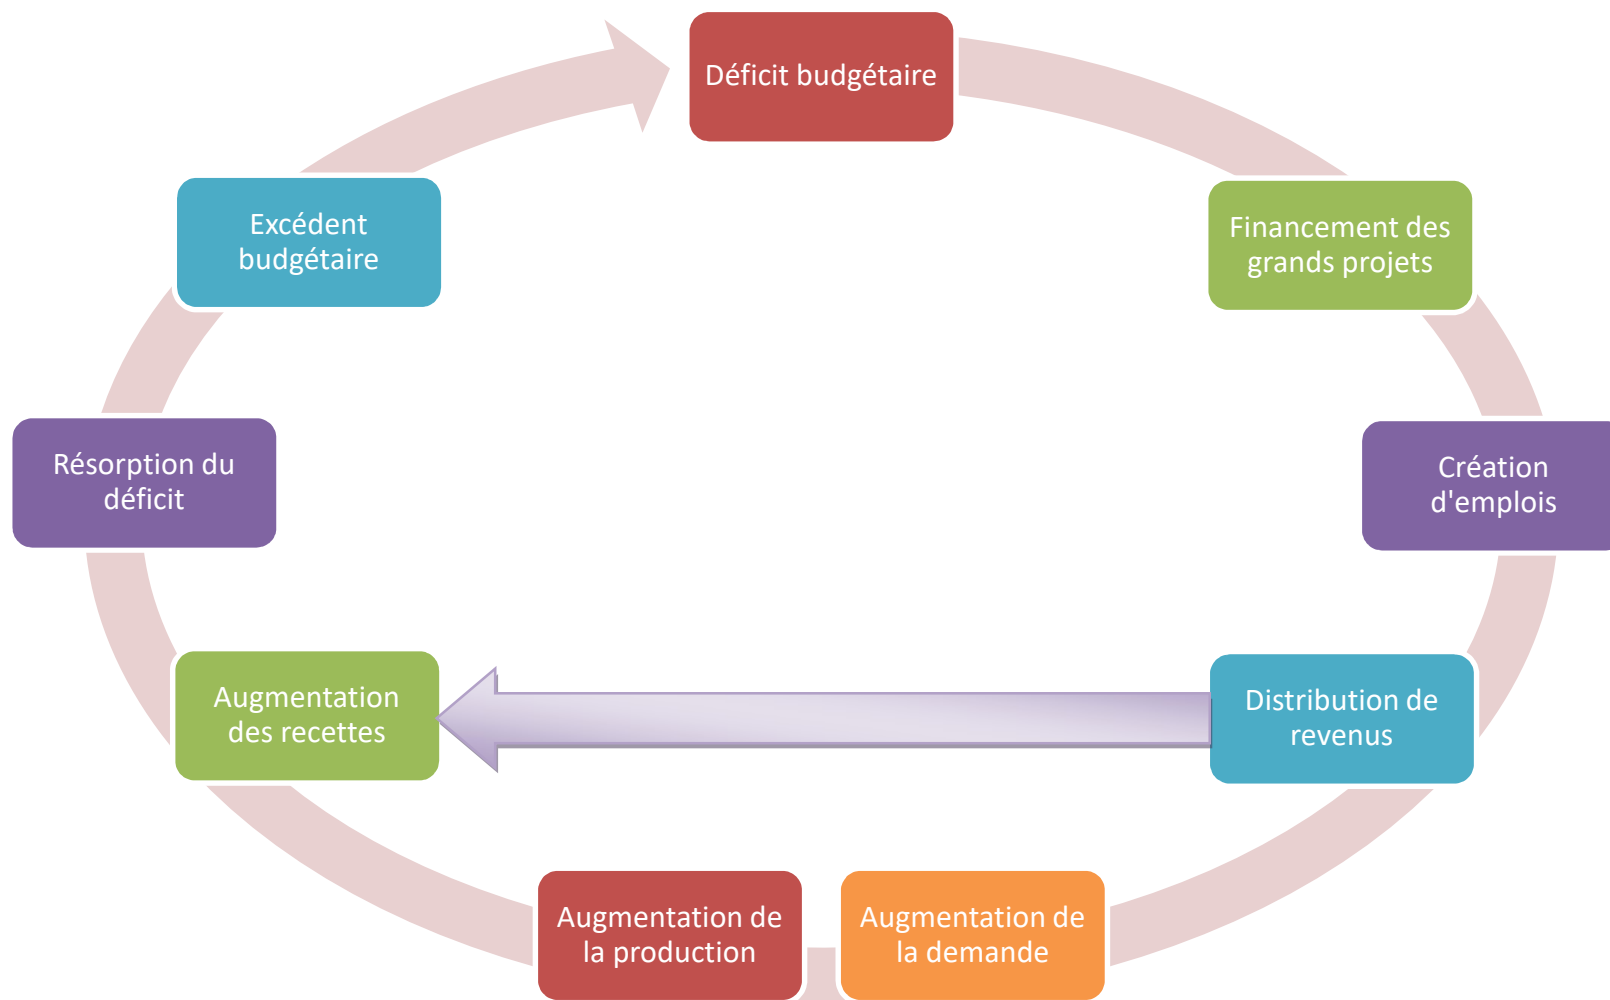 Déficit budgétaire
Financement des
grands projets
Création
d'emplois
Distribution de
revenus
Augmentation de
la demande
Augmentation de
la production
Augmentation
des recettes
Résorption du
déficit
Excédent
budgétaire